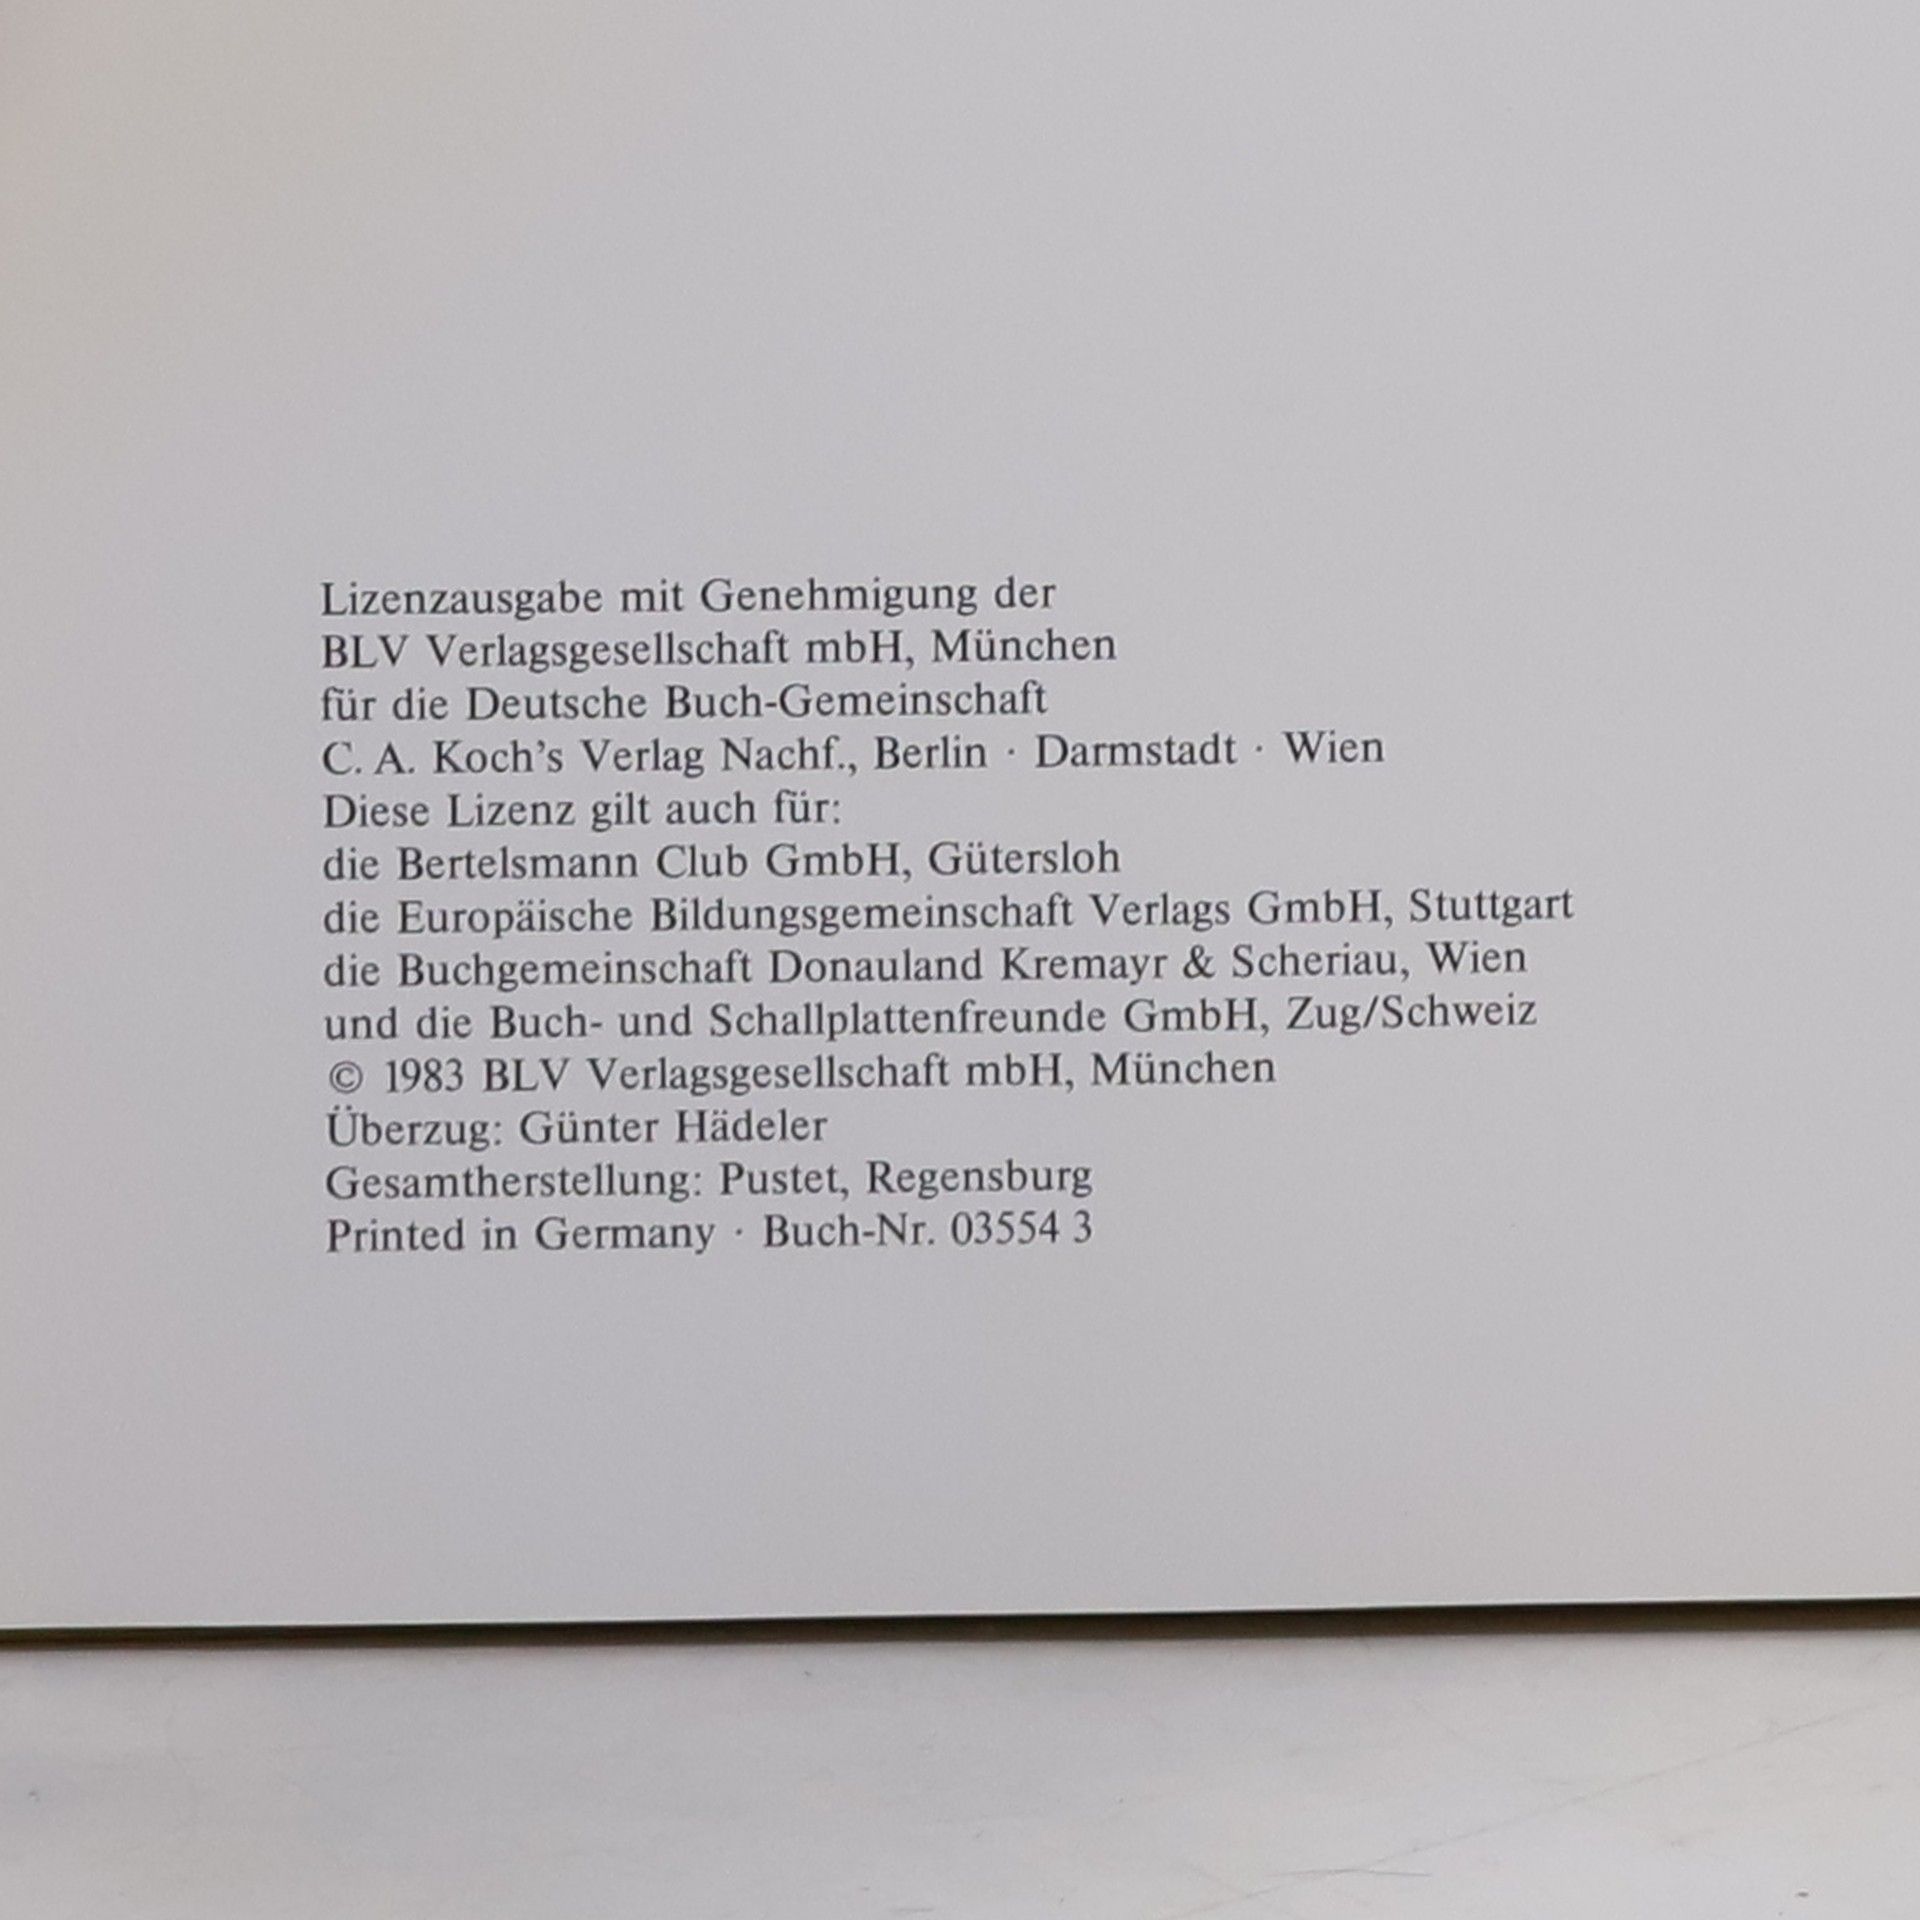 Lizenzausgabe mit Genehmigung der
BLV Verlagsgesellschaft mbH, München
für die Deutsche Buch-Gemeinschaft
C. A. Koch’s Verlag Nachf., Berlin · Darmstadt · Wien
Diese Lizenz gilt auch für:
die Bertelsmann Club GmbH, Gütersloh
die Europäische Bildungsgemeinschaft Verlags GmbH, Stuttgart
die Buchgemeinschaft Donauland Kremayr & Scheriau, Wien
und die Buch- und Schallplattenfreunde GmbH, Zug/Schweiz
© 1983 BLV Verlagsgesellschaft mbH, München
Überzug: Günter Hädeler
Gesamtherstellung: Pustet, Regensburg
Printed in Germany · Buch-Nr. 03554 3